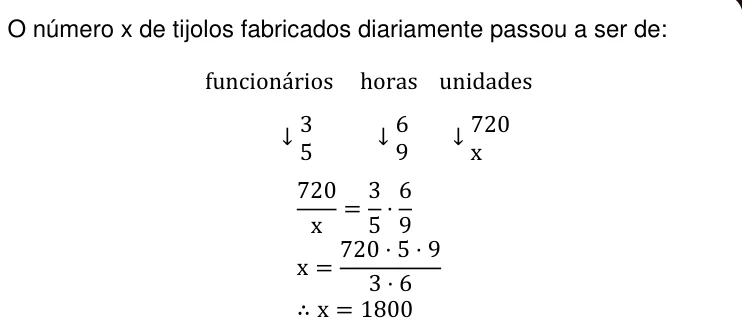 O número x de tijolos fabricados diariamente passou a ser de:
funcionários horas unidades
↓ 3 ↓ 6 ↓ 720
5 9 x
720/x = 3/5 · 6/9
x = 720 · 5 · 9 / 3 · 6
∴ x = 1800